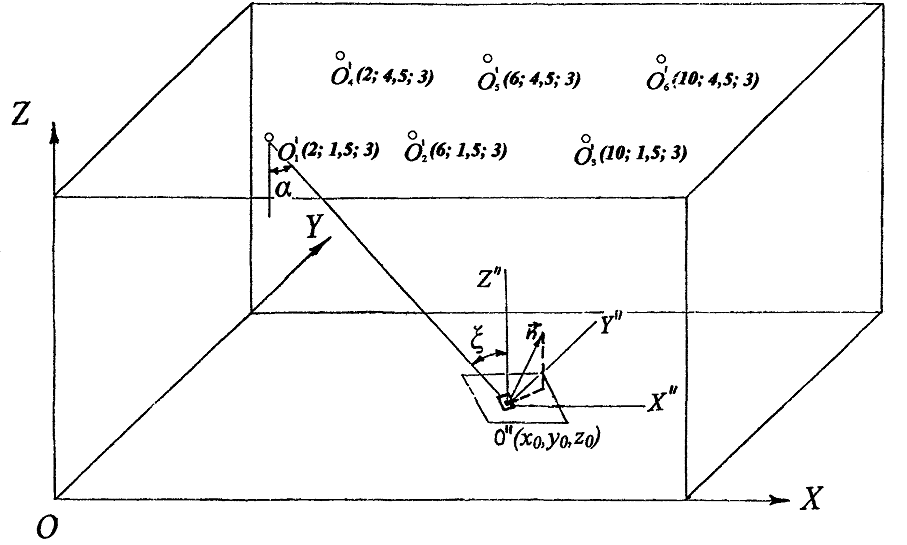 Z
O'₄ (2; 4,5; 3) O'₅ (6; 4,5; 3) O'₆ (10; 4,5; 3)
O'₁ (2; 1,5; 3) O'₂ (6; 1,5; 3) O'₃ (10; 1,5; 3)
α
Y
Z"
ξ n⃗ Y"
X"
O"(x₀,y₀,z₀)
X
O